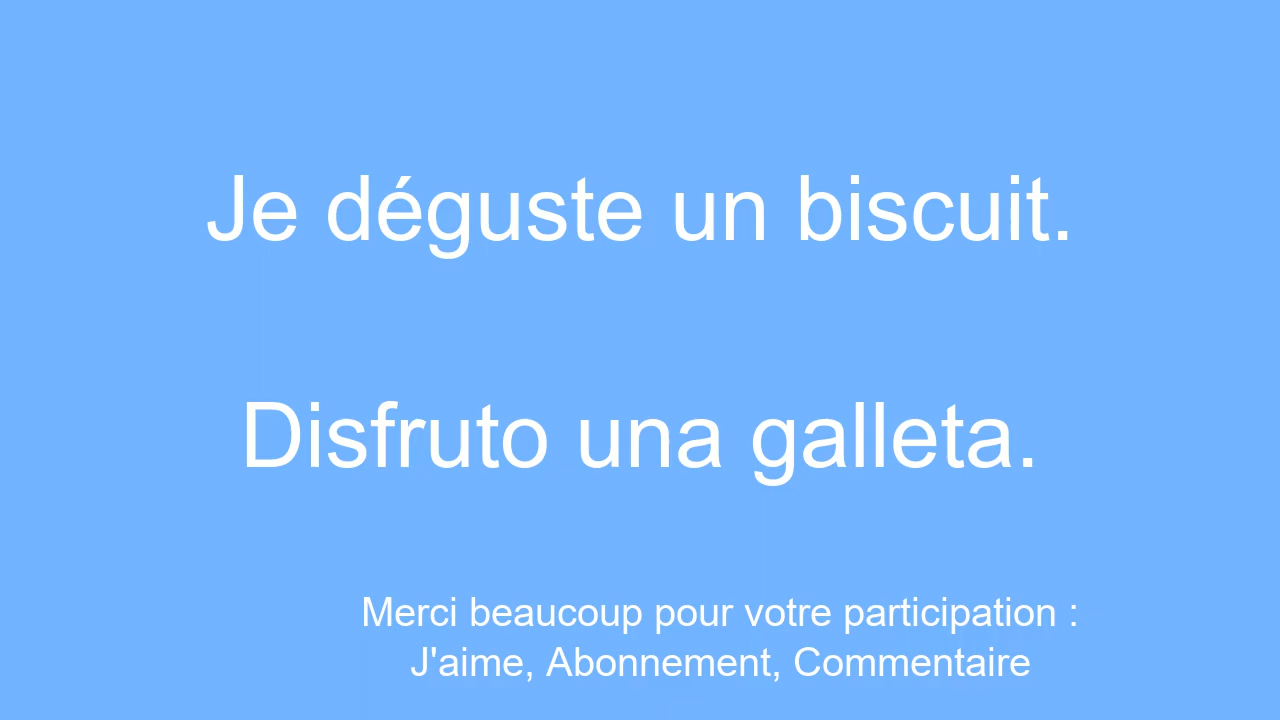 Je déguste un biscuit.
Disfruto una galleta.
Merci beaucoup pour votre participation :
J'aime, Abonnement, Commentaire